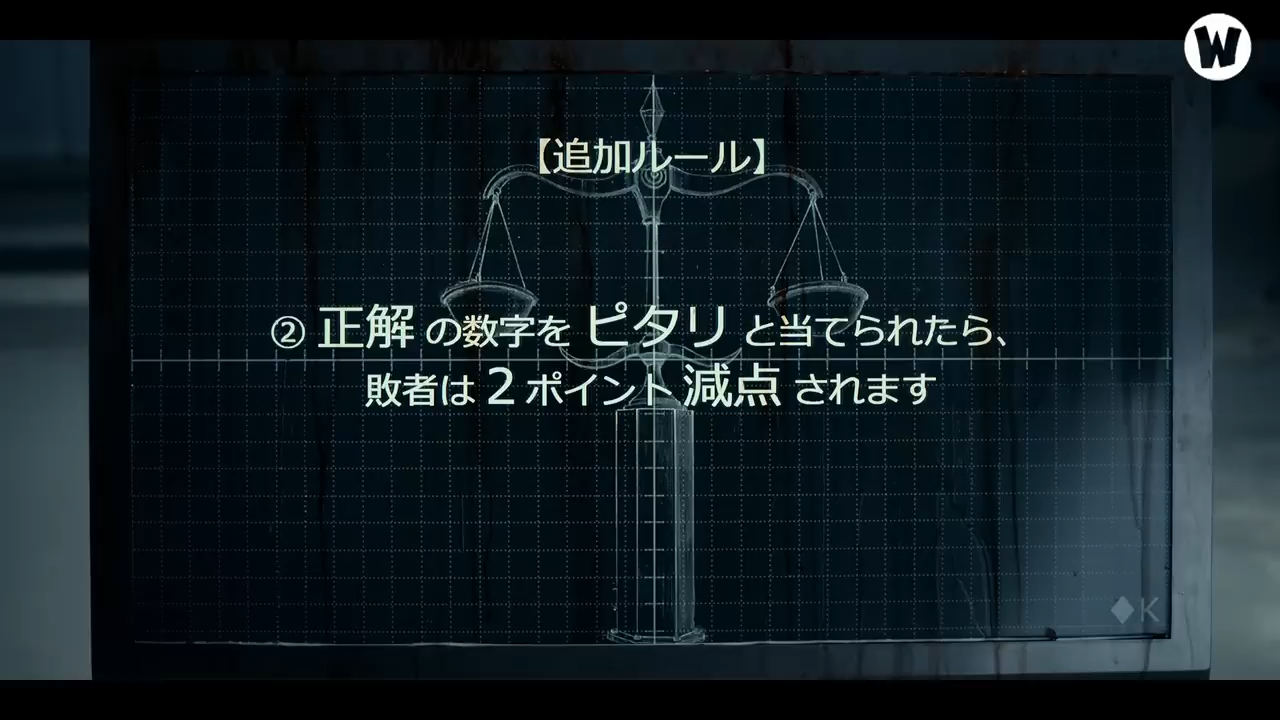 W
【追加ルール】
② 正解 の数字を ピタリ と当てられたら、
敗者は 2 ポイント 減点 されます
♦K